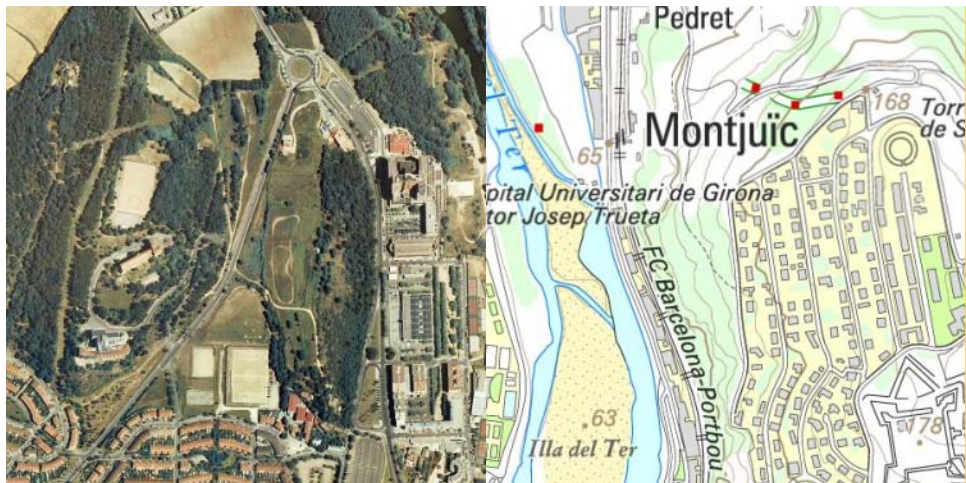 Pedret
168
Torr
de S
Ter
Montjuïc
65
pital Universitari de Girona
tor Josep Trueta
FC Barcelona-Portbou
63
Illa del Ter
178